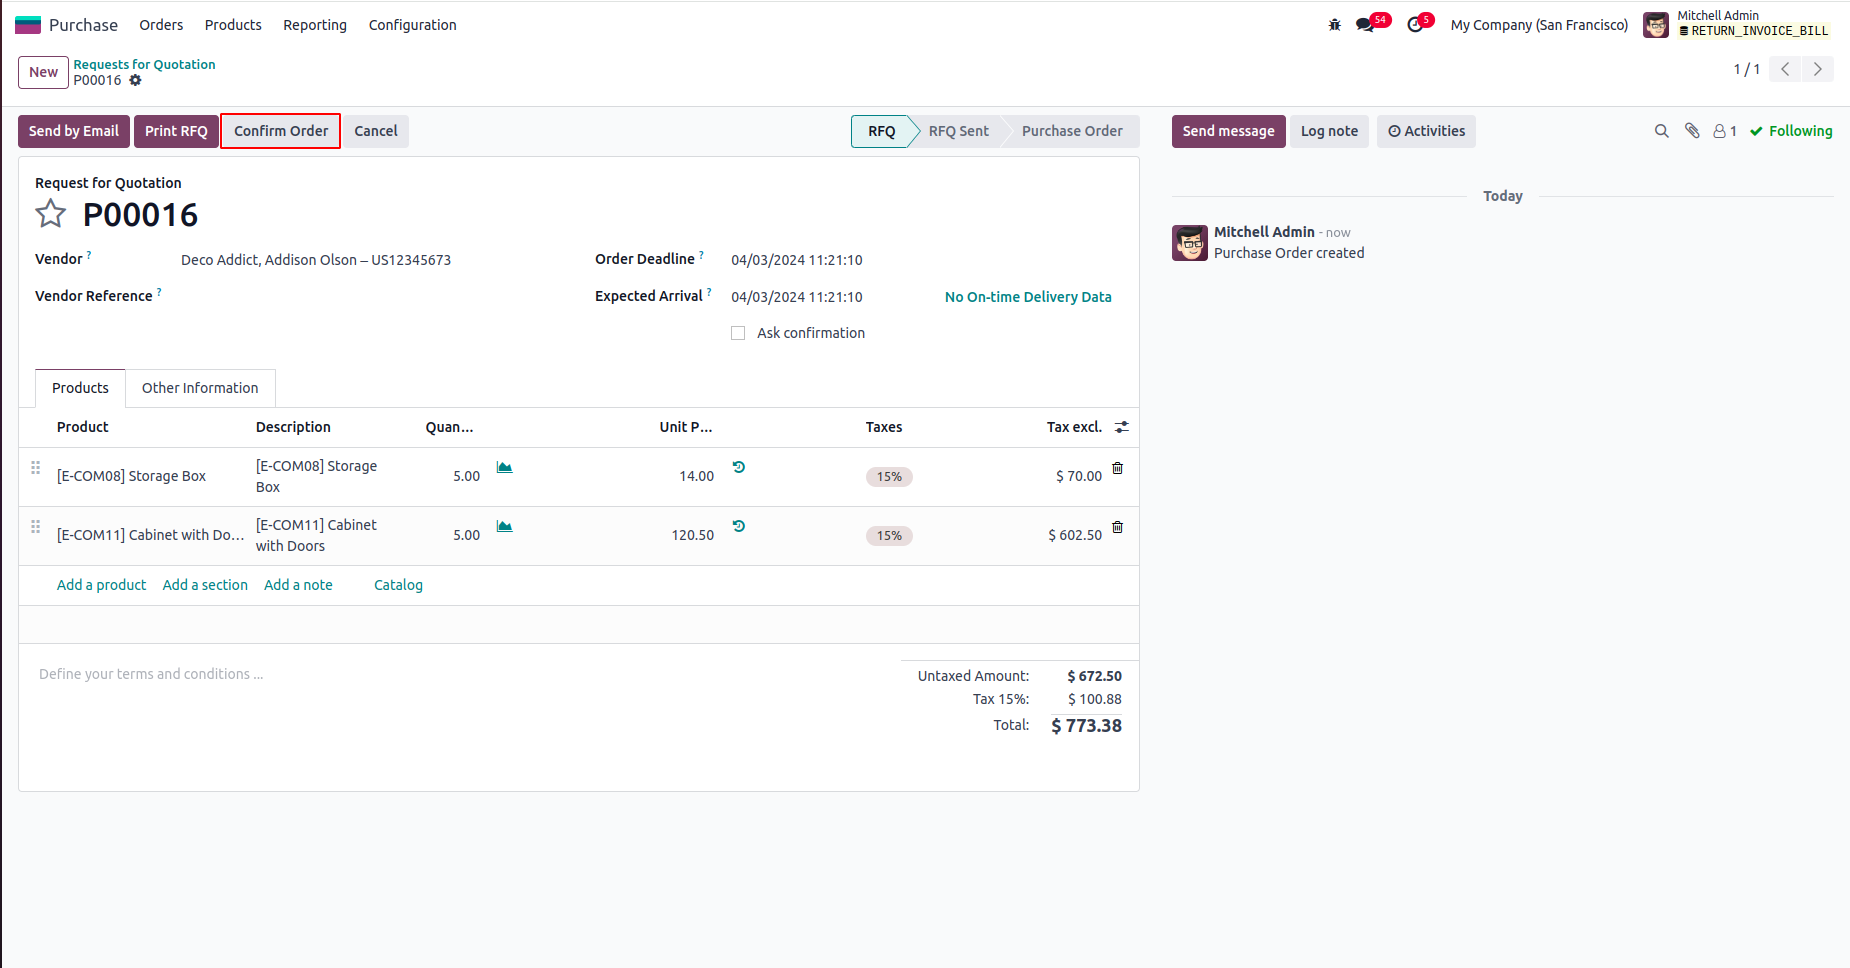 Purchase Orders Products Reporting Configuration 54 5 My Company (San Francisco) Mitchell Admin
RETURN_INVOICE_BILL
New Requests for Quotation
P00016
1 / 1
Send by Email Print RFQ Confirm Order Cancel RFQ RFQ Sent Purchase Order Send message Log note Activities 1 Following
Request for Quotation
P00016
Today
Vendor ? Deco Addict, Addison Olson – US12345673 Order Deadline ? 04/03/2024 11:21:10
Mitchell Admin - now
Purchase Order created
Vendor Reference ? Expected Arrival ? 04/03/2024 11:21:10 No On-time Delivery Data
Ask confirmation
Products Other Information
Product Description Quan... Unit P... Taxes Tax excl.
[E-COM08] Storage Box [E-COM08] Storage Box 5.00 14.00 15% $ 70.00
[E-COM11] Cabinet with Do... [E-COM11] Cabinet with Doors 5.00 120.50 15% $ 602.50
Add a product Add a section Add a note Catalog
Define your terms and conditions ...
Untaxed Amount: $ 672.50
Tax 15%: $ 100.88
Total: $ 773.38